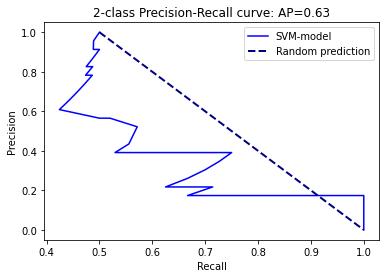 2-class Precision-Recall curve: AP=0.63
SVM-model
Random prediction
Precision
1.0
0.8
0.6
0.4
0.2
0.0
0.4 0.5 0.6 0.7 0.8 0.9 1.0
Recall